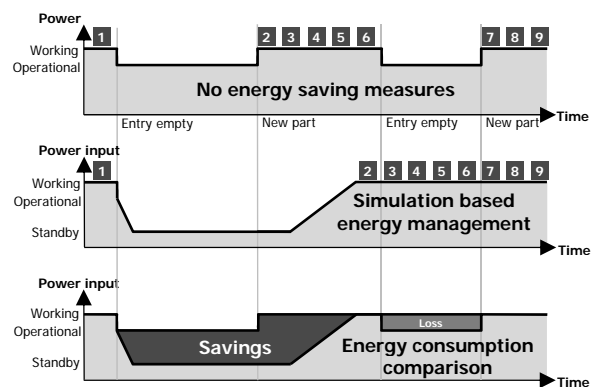 Power
1 2 3 4 5 6 7 8 9
Working
Operational
No energy saving measures
Time
Entry empty New part Entry empty New part
Power input
1 2 3 4 5 6 7 8 9
Working
Operational
Simulation based
energy management
Standby
Time
Power input
Working
Operational
Loss
Savings
Energy consumption
comparison
Standby
Time